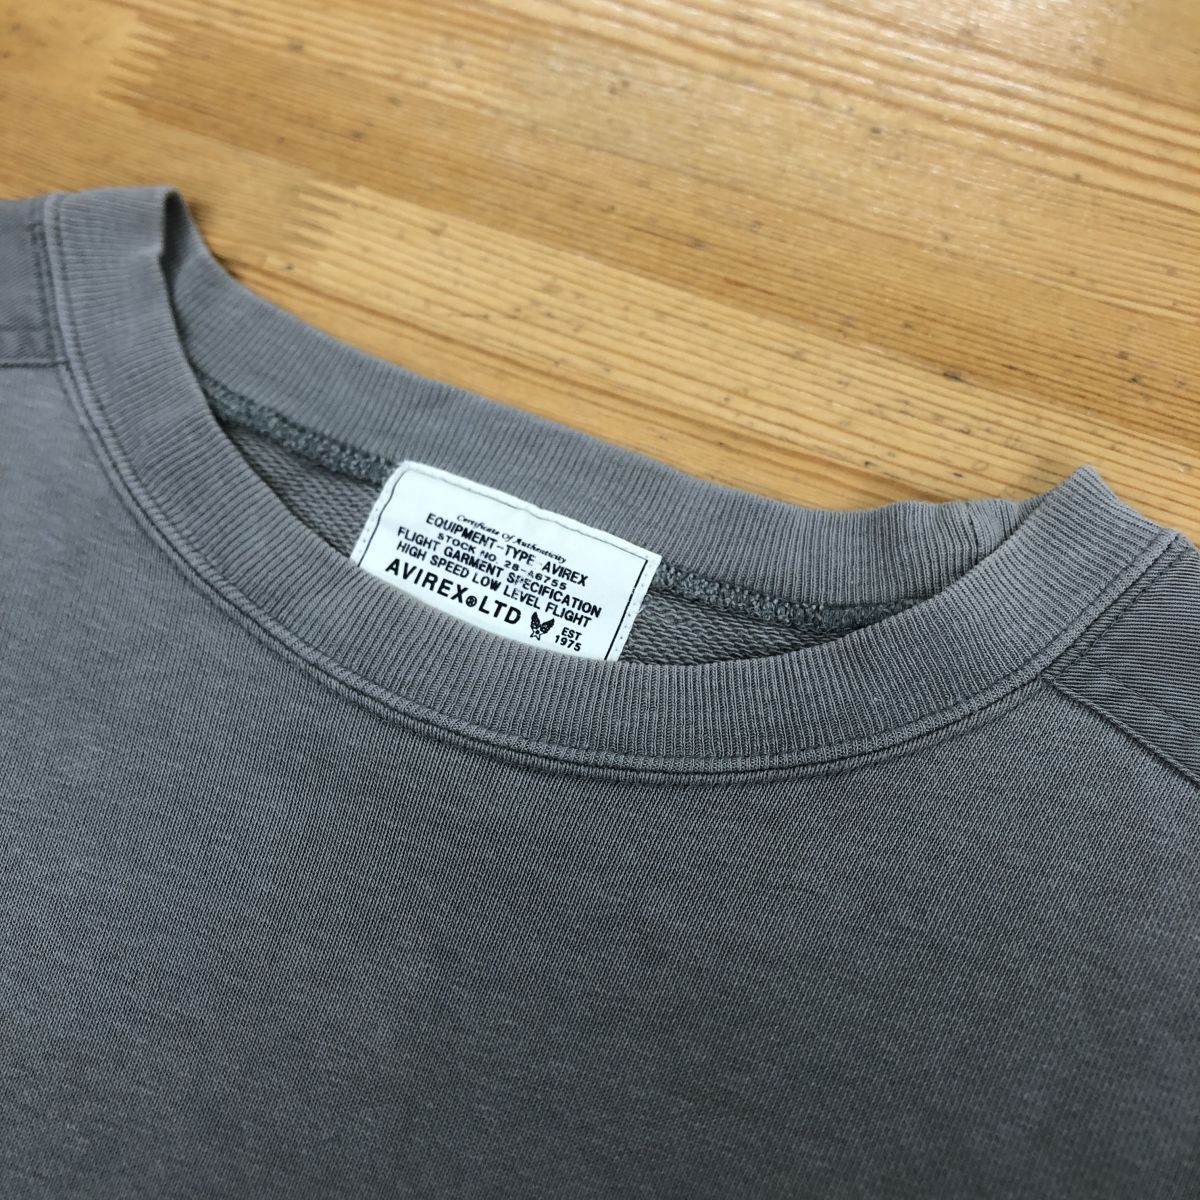 Certificate Of Authenticity
EQUIPMENT-TYPE AVIREX
STOCK NO. 28-A6755
FLIGHT GARMENT SPECIFICATION
HIGH SPEED LOW LEVEL FLIGHT
AVIREX®LTD
EST
1975